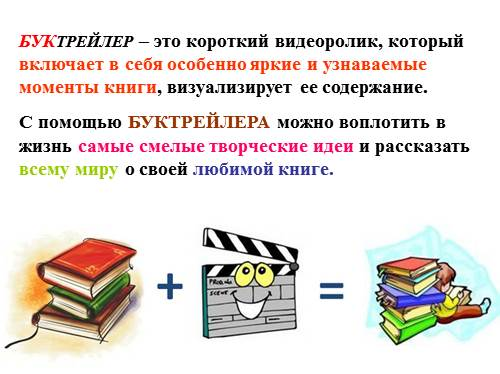 БУКТРЕЙЛЕР – это короткий видеоролик, который
включает в себя особенно яркие и узнаваемые
моменты книги, визуализирует ее содержание.
С помощью БУКТРЕЙЛЕРА можно воплотить в
жизнь самые смелые творческие идеи и рассказать
всему миру о своей любимой книге.
+ =
SCENE